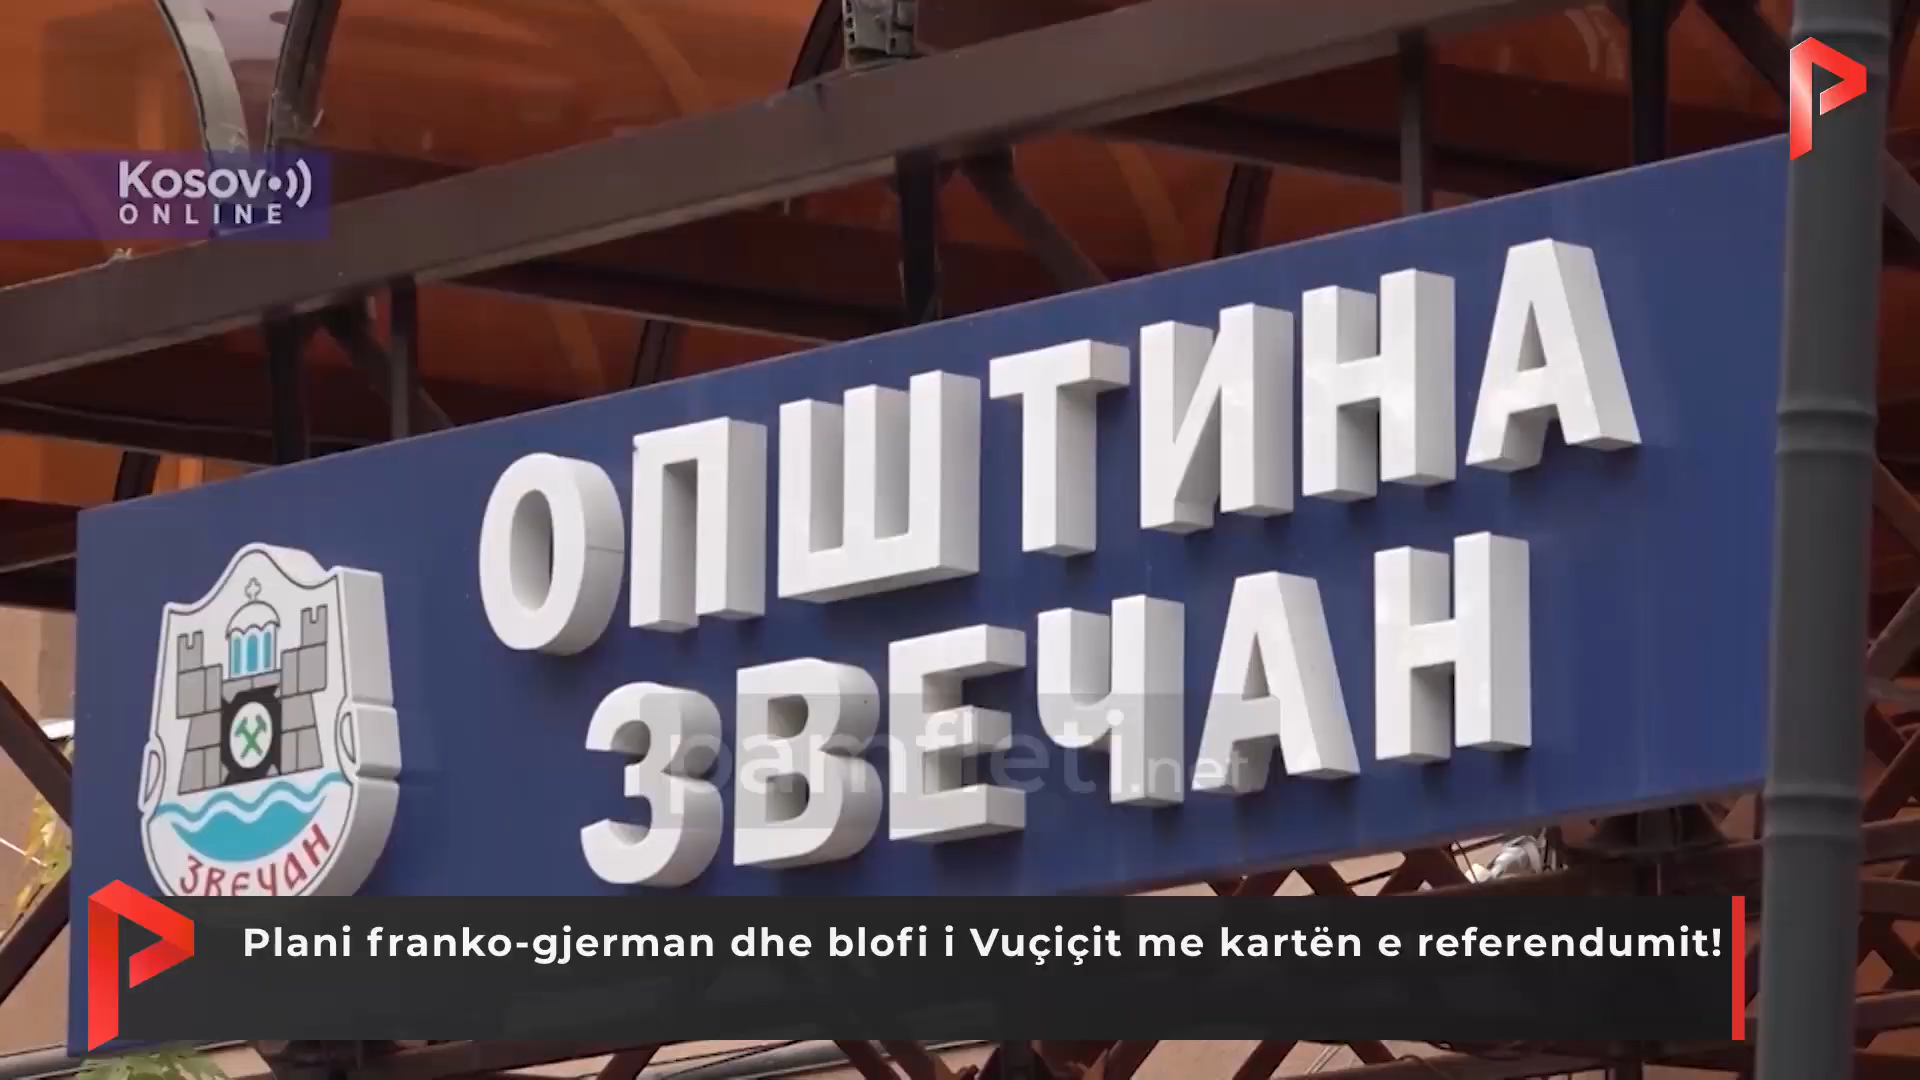 Kosovo
ONLINE
ОПШТИНА
ЗВЕЧАН
pamfleti.net
ЗВЕЧАН
Plani franko-gjerman dhe blofi i Vuçiçit me kartën e referendumit!